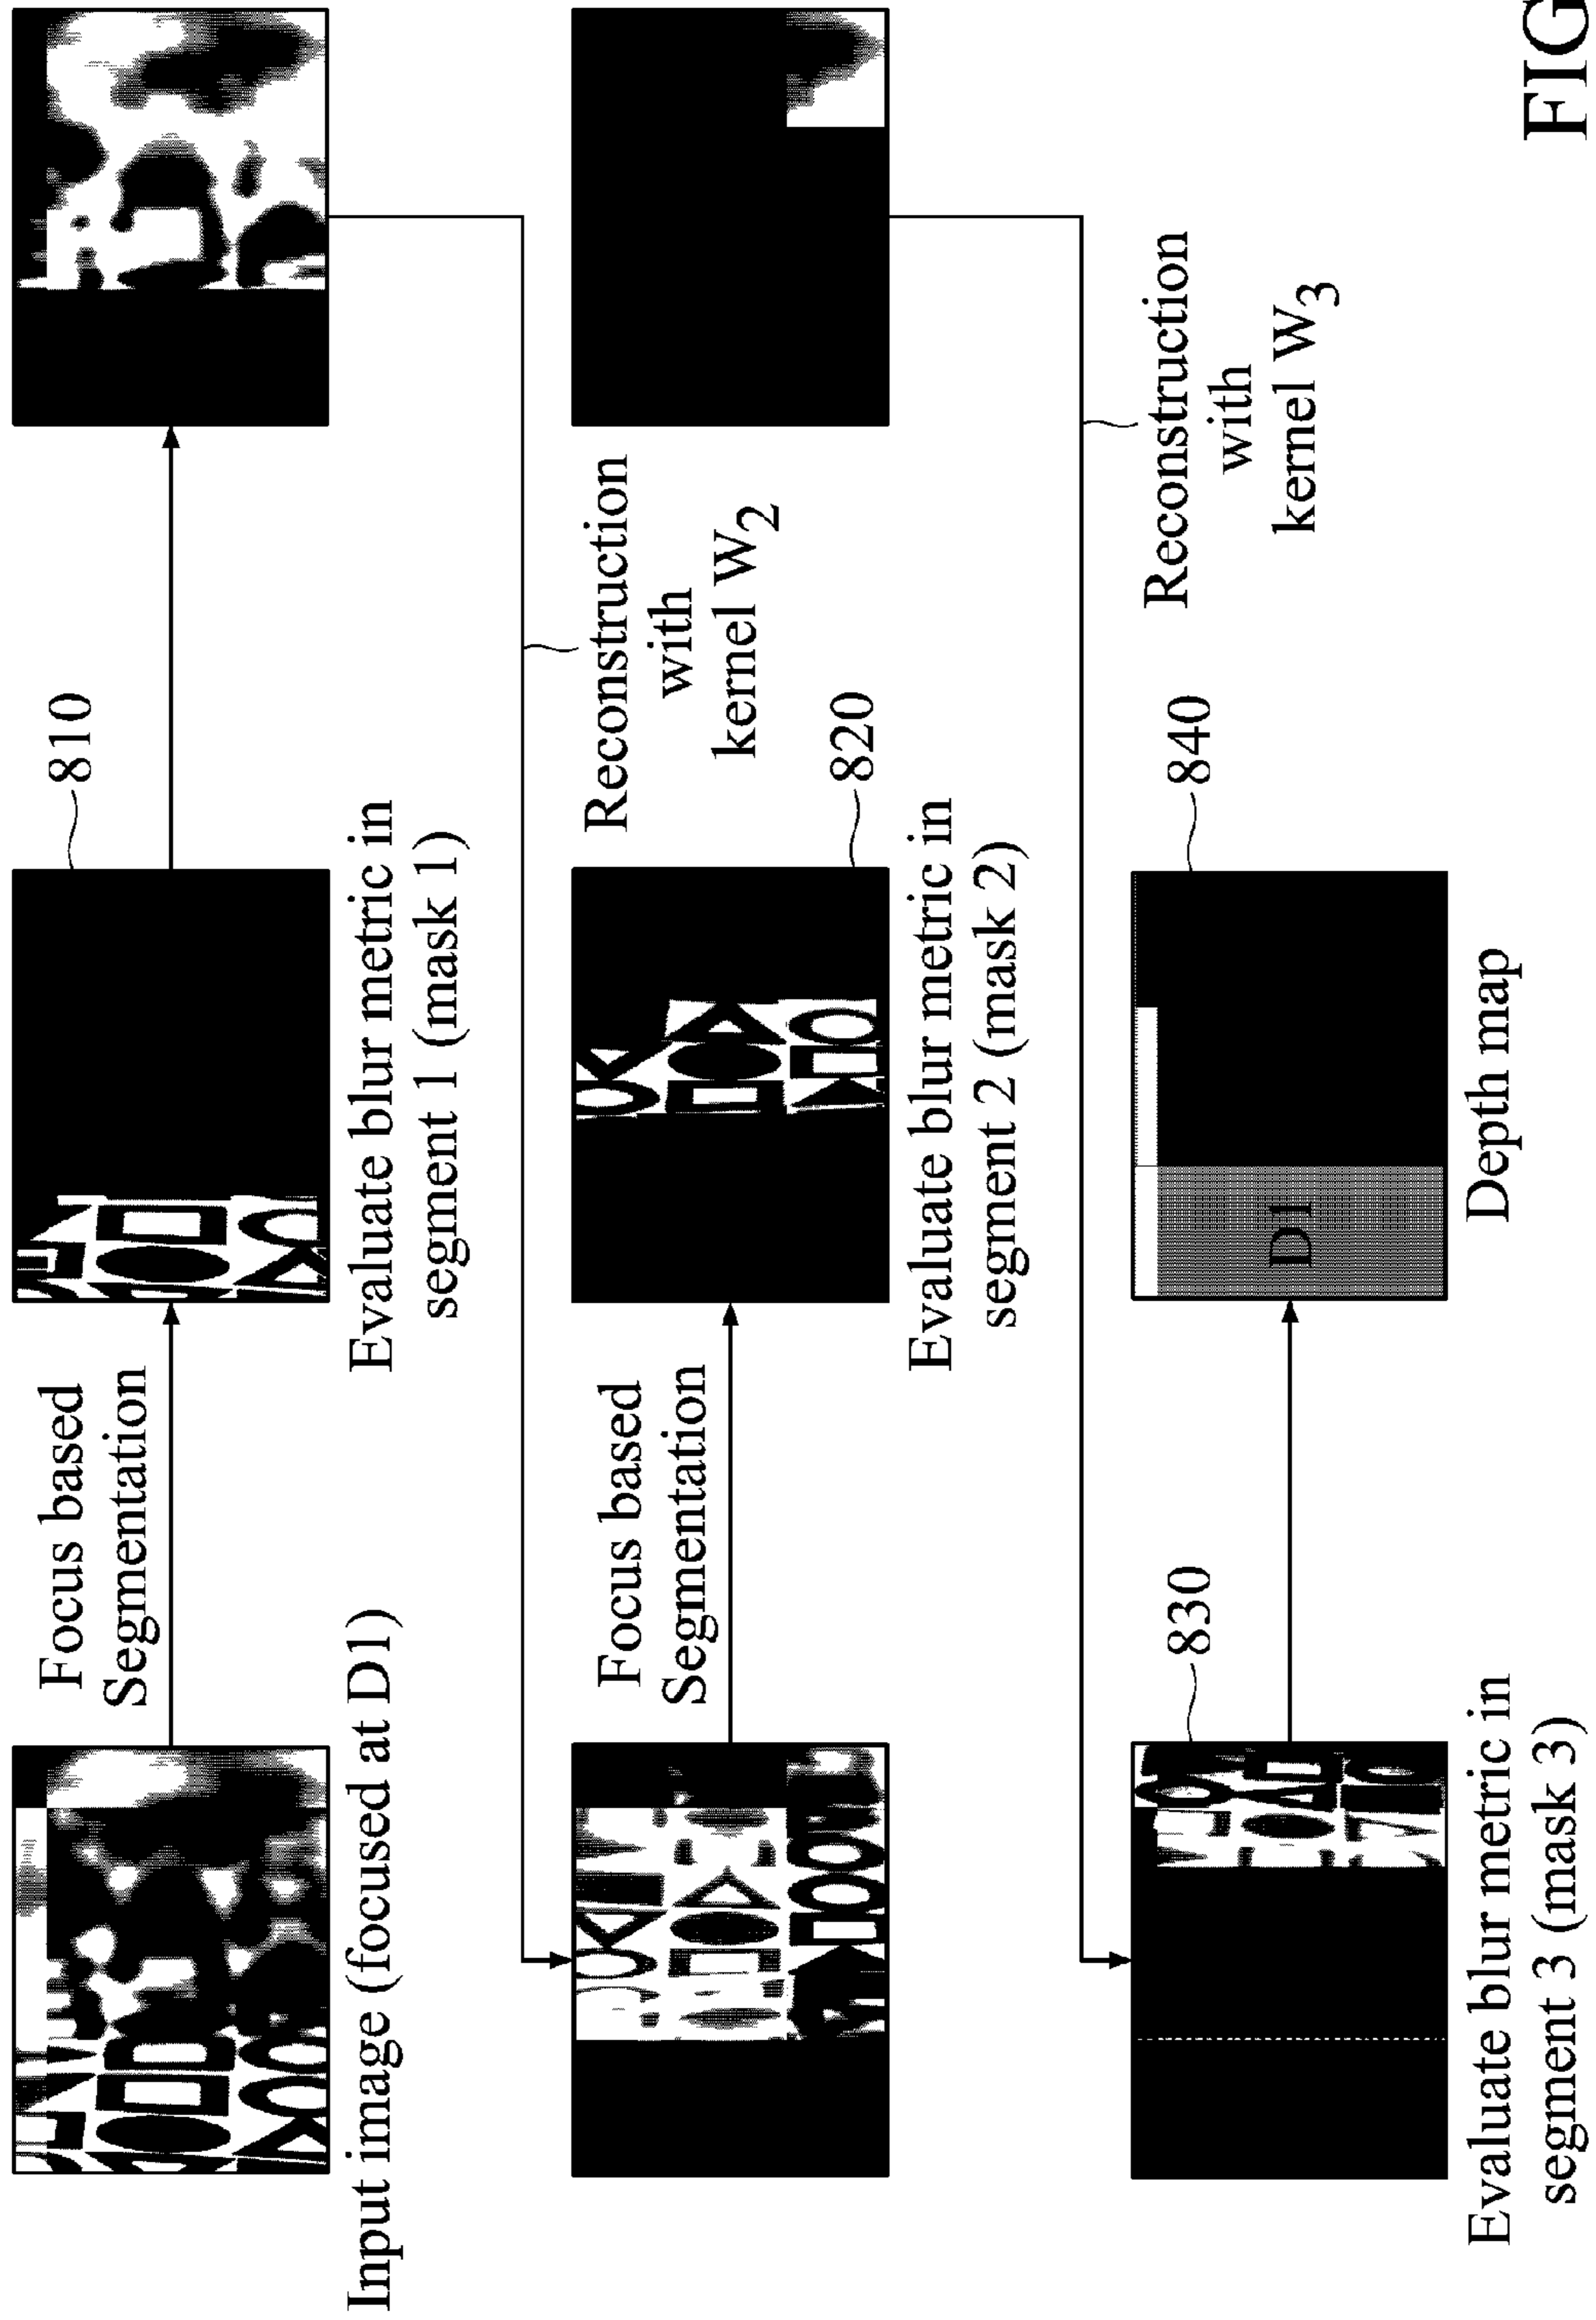 Input image (focused at D1)
Focus based
Segmentation
810
Evaluate blur metric in
segment 1 (mask 1)
Reconstruction
with
kernel W2
Focus based
Segmentation
820
Evaluate blur metric in
segment 2 (mask 2)
Reconstruction
with
kernel W3
830
Evaluate blur metric in
segment 3 (mask 3)
D1
840
Depth map
FIG